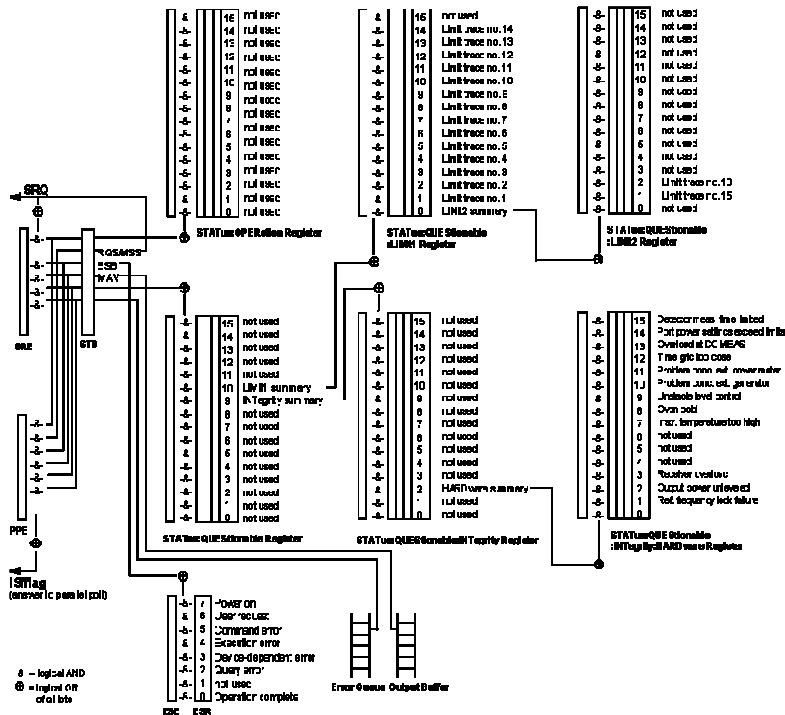 15 not used
14 not used
13 not used
12 not used
11 not used
10 not used
9 not used
8 not used
7 not used
6 not used
5 not used
4 not used
3 not used
2 not used
1 not used
0 not used
STATus:OPERation Register
15 not used
14 Limit trace no. 14
13 Limit trace no. 13
12 Limit trace no. 12
11 Limit trace no. 11
10 Limit trace no. 10
9 Limit trace no.
8 Limit trace no.
7 Limit trace no. 7
6 Limit trace no. 6
5 Limit trace no. 5
4 Limit trace no. 4
3 Limit trace no. 3
2 Limit trace no. 2
1 Limit trace no. 1
0 LIMit2 summary
STATus:QUEStionable
:LIMit1 Register
15 not used
14 not used
13 not used
12 not used
11 not used
10 not used
9 not used
8 not used
7 not used
6 not used
5 not used
4 not used
3 not used
2 Limit trace no.
1 Limit trace no. 15
0 not used
STATus:QUEStionable
:LIMit2 Register
SRQ
RQS/MSS
ESB
MAV
SRE
STB
15 not used
14 not used
13 not used
12 not used
11 not used
10 LIMit1 summary
9 INTegrity summary
8 not used
7 not used
6 not used
5 not used
4 not used
3 not used
2 not used
1 not used
0 not used
STATus:QUEStionable Register
15 not used
14 not used
13 not used
12 not used
11 not used
10 not used
9 not used
8 not used
7 not used
6 not used
5 not used
4 not used
3 not used
2 HARDware summary
1 not used
0 not used
STATus:QUEStionable:INTegrity Register
15 Detector meas. time limited
14 Port power settings exceed limits
13 Overload at DC MEAS
12 Time grid too close
11 Problem conc. ext. power meter
10 Problem conc. ext. generator
9 Unstable level control
8 Oven cold
7 Instr. temperature too high
6 not used
5 not used
4 not used
3 Receiver overload
2 Output power unleveled
1 Ref. frequency lock failure
0
STATus:QUEStionable
:INTegrity:HARDware Register
PPE
IST flag
(answer to parallel poll)
7 Power on
6 User request
5 Command error
4 Execution error
3 Device-dependent error
2 Query error
1 not used
0 Operation complete
ESE ESR
Error Queue Output Buffer
& = logical AND
⊕ = logical OR
of all bits